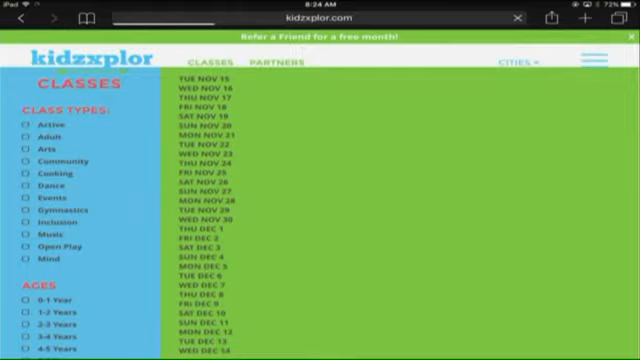 iPad
8:24 AM
72%
kidzxplor.com
Refer a Friend for a free month!
kidzxplor
CLASSES
PARTNERS
CITIES
CLASSES
CLASS TYPES:
Active
Adult
Arts
Community
Cooking
Dance
Events
Gymnastics
Inclusion
Music
Open Play
Mind
AGES
0-1 Year
1-2 Years
2-3 Years
3-4 Years
4-5 Years
TUE NOV 15
WED NOV 16
THU NOV 17
FRI NOV 18
SAT NOV 19
SUN NOV 20
MON NOV 21
TUE NOV 22
WED NOV 23
THU NOV 24
FRI NOV 25
SAT NOV 26
SUN NOV 27
MON NOV 28
TUE NOV 29
WED NOV 30
THU DEC 1
FRI DEC 2
SAT DEC 3
SUN DEC 4
MON DEC 5
TUE DEC 6
WED DEC 7
THU DEC 8
FRI DEC 9
SAT DEC 10
SUN DEC 11
MON DEC 12
TUE DEC 13
WED DEC 14